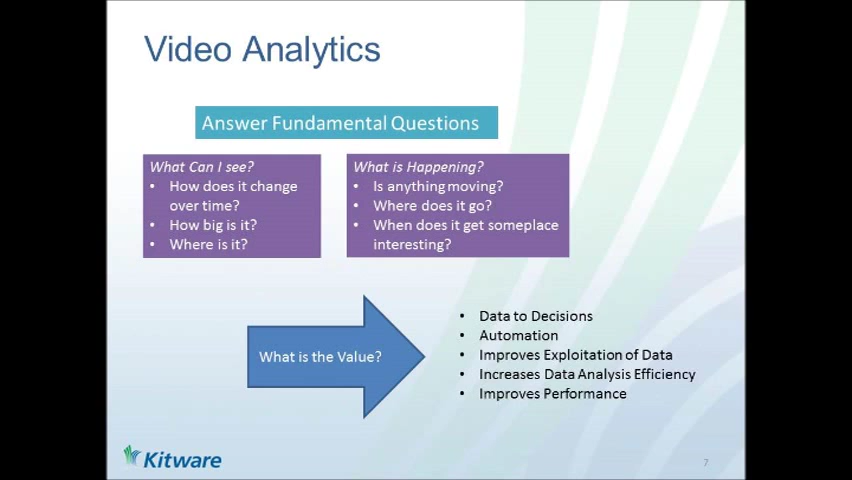 Video Analytics
Answer Fundamental Questions
What Can I see?
• How does it change
over time?
• How big is it?
• Where is it?
What is Happening?
• Is anything moving?
• Where does it go?
• When does it get someplace
interesting?
What is the Value?
• Data to Decisions
• Automation
• Improves Exploitation of Data
• Increases Data Analysis Efficiency
• Improves Performance
Kitware
7